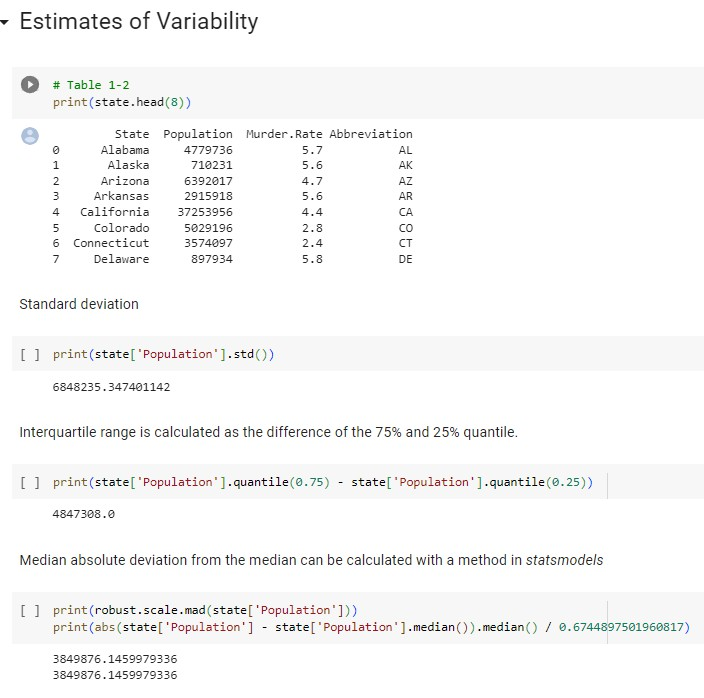 Estimates of Variability
# Table 1-2
print(state.head(8))
State Population Murder.Rate Abbreviation
0 Alabama 4779736 5.7 AL
1 Alaska 710231 5.6 AK
2 Arizona 6392017 4.7 AZ
3 Arkansas 2915918 5.6 AR
4 California 37253956 4.4 CA
5 Colorado 5029196 2.8 CO
6 Connecticut 3574097 2.4 CT
7 Delaware 897934 5.8 DE
Standard deviation
[ ] print(state['Population'].std())
6848235.347401142
Interquartile range is calculated as the difference of the 75% and 25% quantile.
[ ] print(state['Population'].quantile(0.75) - state['Population'].quantile(0.25))
4847308.0
Median absolute deviation from the median can be calculated with a method in statsmodels
[ ] print(robust.scale.mad(state['Population']))
print(abs(state['Population'] - state['Population'].median()).median() / 0.6744897501960817)
3849876.1459979336
3849876.1459979336